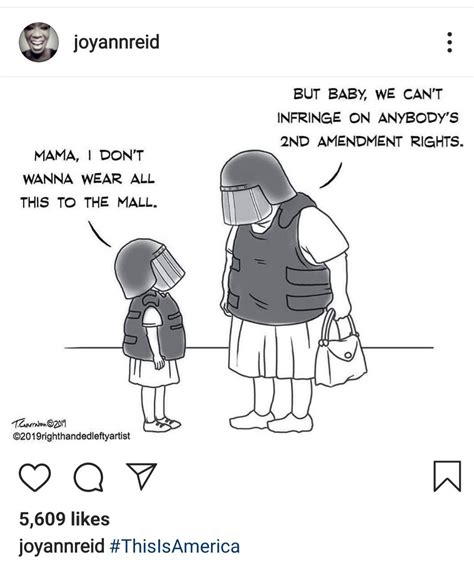 joyannreid
BUT BABY, WE CAN'T
INFRINGE ON ANYBODY'S
2ND AMENDMENT RIGHTS.
MAMA, I DON'T
WANNA WEAR ALL
THIS TO THE MALL.
©2019
©2019righthandedleftyartist
5,609 likes
joyannreid #ThisIsAmerica